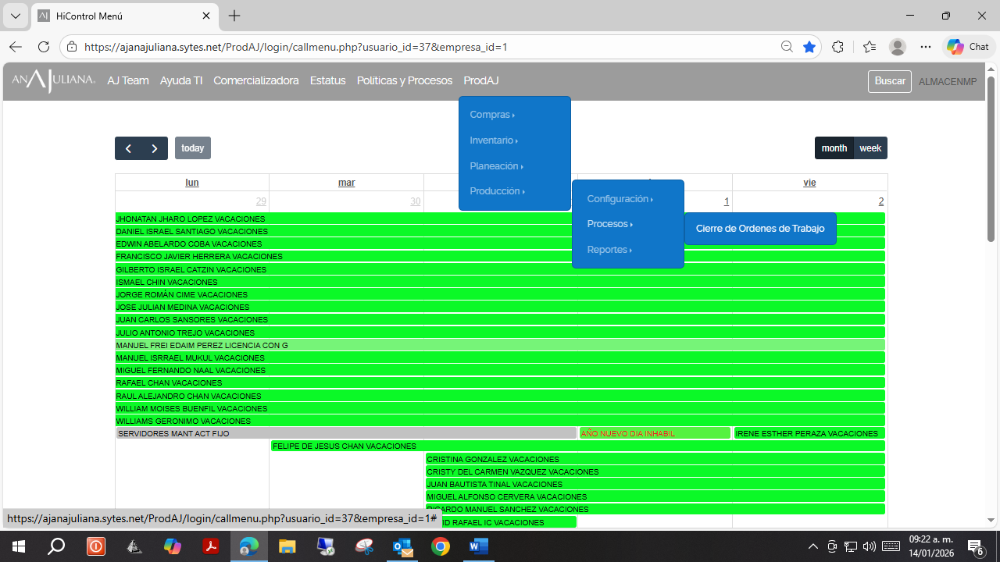 HiControl Menú
https://ajanajuliana.sytes.net/ProdAJ/login/callmenu.php?usuario_id=37&empresa_id=1
Chat
ANAJULIANA. AJ Team Ayuda TI Comercializadora Estatus Políticas y Procesos ProdAJ Buscar ALMACENMP
Compras
Inventario
Planeación
Producción
Configuración
Procesos
Reportes
Cierre de Ordenes de Trabajo
today month week
lun mar vie
29 30 1 2
JHONATAN JHARO LOPEZ VACACIONES
DANIEL ISRAEL SANTIAGO VACACIONES
EDWIN ABELARDO COBA VACACIONES
FRANCISCO JAVIER HERRERA VACACIONES
GILBERTO ISRAEL CATZIN VACACIONES
ISMAEL CHIN VACACIONES
JORGE ROMÁN CIME VACACIONES
JOSE JULIAN MEDINA VACACIONES
JUAN CARLOS SANSORES VACACIONES
JULIO ANTONIO TREJO VACACIONES
MANUEL FREI EDAIM PEREZ LICENCIA CON G
MANUEL ISRRAEL MUKUL VACACIONES
MIGUEL FERNANDO NAAL VACACIONES
RAFAEL CHAN VACACIONES
RAUL ALEJANDRO CHAN VACACIONES
WILLIAM MOISES BUENFIL VACACIONES
WILLIAMS GERONIMO VACACIONES
SERVIDORES MANT ACT FIJO AÑO NUEVO DIA INHABIL IRENE ESTHER PERAZA VACACIONES
FELIPE DE JESUS CHAN VACACIONES
CRISTINA GONZALEZ VACACIONES
CRISTY DEL CARMEN VAZQUEZ VACACIONES
JUAN BAUTISTA TINAL VACACIONES
MIGUEL ALFONSO CERVERA VACACIONES
RICARDO MANUEL SANCHEZ VACACIONES
RAFAEL IC VACACIONES
https://ajanajuliana.sytes.net/ProdAJ/login/callmenu.php?usuario_id=37&empresa_id=1#
09:22 a. m.
14/01/2026
6